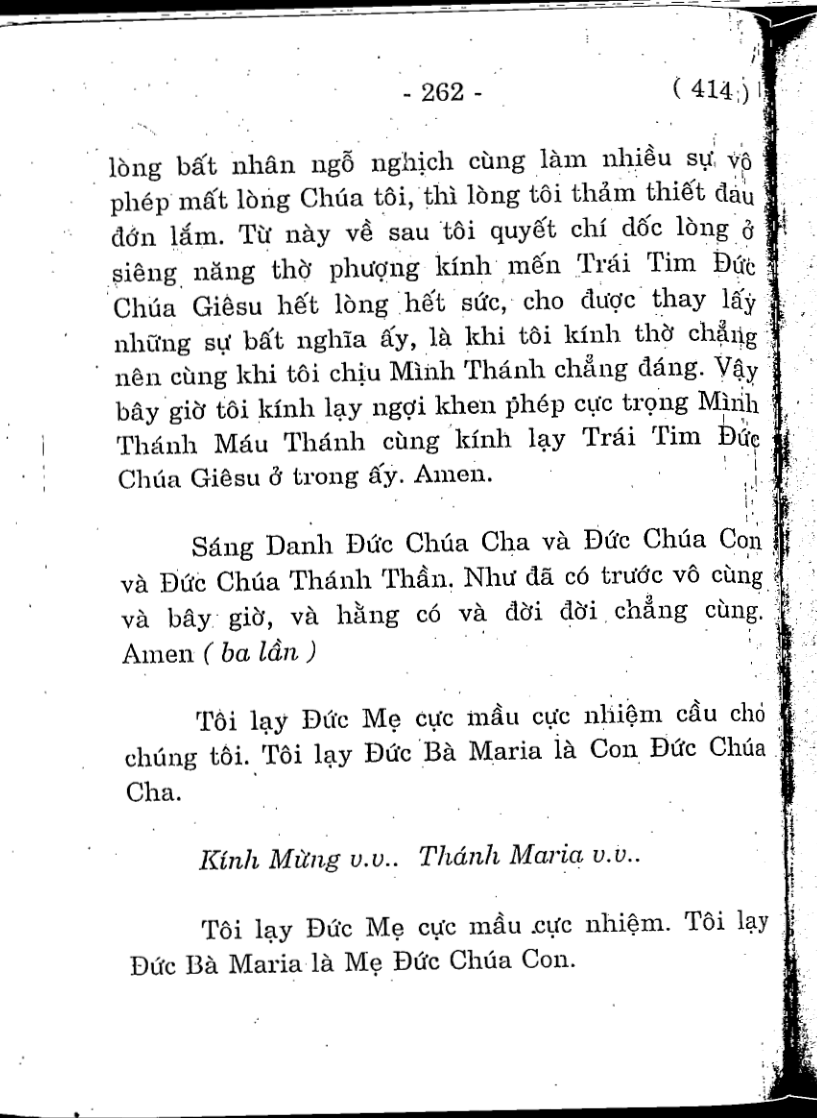 - 262 -
( 414 )
lòng bất nhân ngỗ nghịch cùng làm nhiều sự vô
phép mất lòng Chúa tôi, thì lòng tôi thảm thiết đau
đớn lắm. Từ này về sau tôi quyết chí dốc lòng ở
siêng năng thờ phượng kính mến Trái Tim Đức
Chúa Giêsu hết lòng hết sức, cho được thay lấy
những sự bất nghĩa ấy, là khi tôi kính thờ chẳng
nên cùng khi tôi chịu Mình Thánh chẳng đáng. Vậy
bây giờ tôi kính lạy ngợi khen phép cực trọng Mình
Thánh Máu Thánh cùng kính lạy Trái Tim Đức
Chúa Giêsu ở trong ấy. Amen.
Sáng Danh Đức Chúa Cha và Đức Chúa Con
và Đức Chúa Thánh Thần. Như đã có trước vô cùng
và bây giờ, và hằng có và đời đời chẳng cùng.
Amen ( ba lần )
Tôi lạy Đức Mẹ cực mầu cực nhiệm cầu cho
chúng tôi. Tôi lạy Đức Bà Maria là Con Đức Chúa
Cha.
Kính Mừng v.v.. Thánh Maria v.v..
Tôi lạy Đức Mẹ cực mầu cực nhiệm. Tôi lạy
Đức Bà Maria là Mẹ Đức Chúa Con.